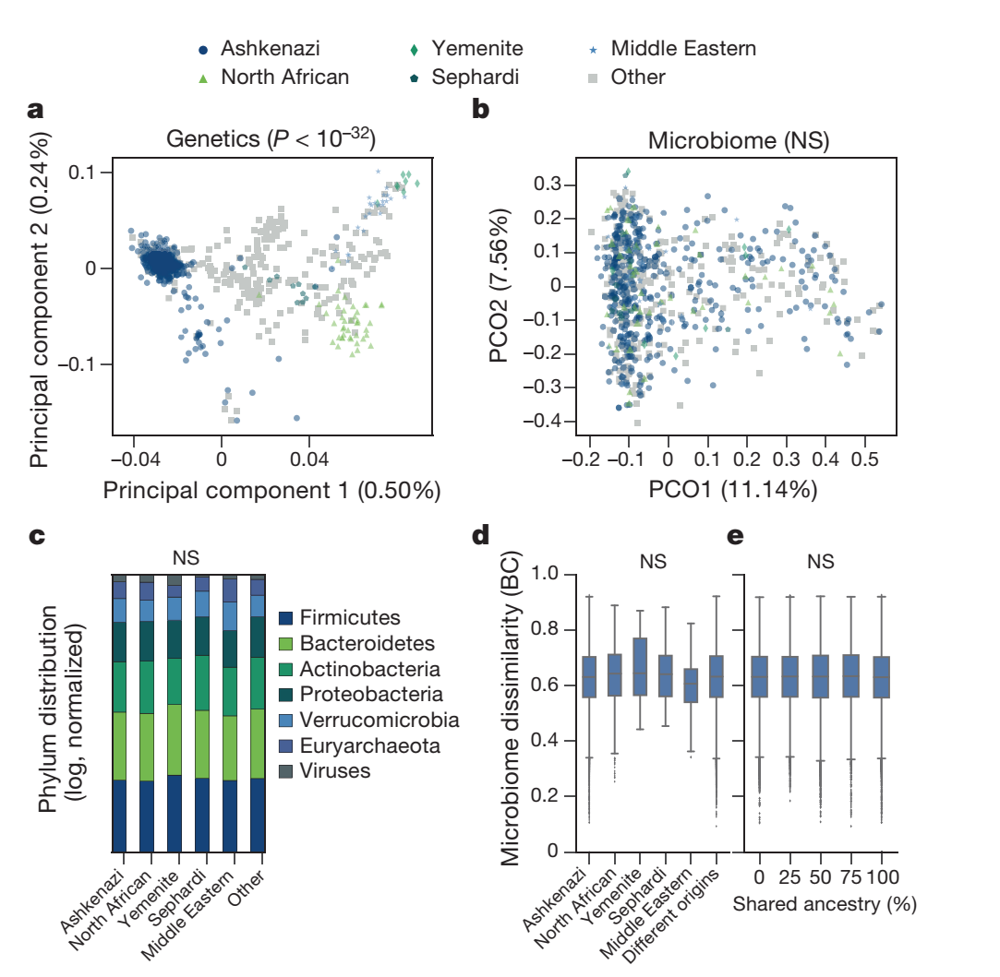 Ashkenazi
Yemenite
Middle Eastern
North African
Sephardi
Other
a
Genetics (P < 10⁻³²)
Principal component 2 (0.24%)
0.1
0
−0.1
−0.04
0
0.04
Principal component 1 (0.50%)
b
Microbiome (NS)
PCO2 (7.56%)
0.3
0.2
0.1
0
−0.1
−0.2
−0.3
−0.4
−0.2
−0.1
0
0.1
0.2
0.3
0.4
0.5
PCO1 (11.14%)
c
NS
Phylum distribution
(log, normalized)
Firmicutes
Bacteroidetes
Actinobacteria
Proteobacteria
Verrucomicrobia
Euryarchaeota
Viruses
Ashkenazi
North African
Yemenite
Sephardi
Middle Eastern
Other
d
NS
Microbiome dissimilarity (BC)
1.0
0.8
0.6
0.4
0.2
0
Ashkenazi
North African
Yemenite
Sephardi
Middle Eastern
Different origins
e
NS
0
25
50
75
100
Shared ancestry (%)